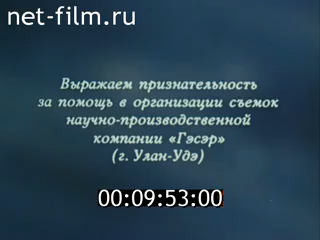 net-film.ru
Выражаем признательность
за помощь в организации съемок
научно-производственной
компании «Гэсэр»
(г. Улан-Удэ)
00:09:53:00